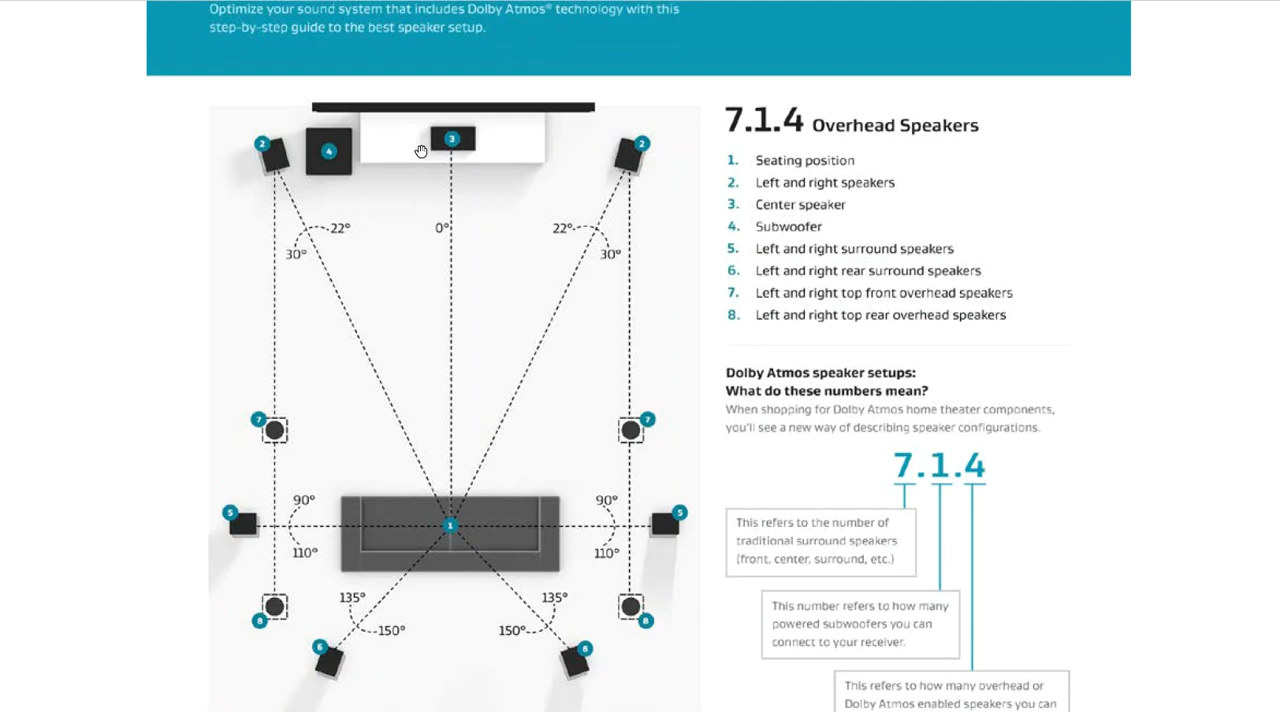 Optimize your sound system that includes Dolby Atmos® technology with this
step-by-step guide to the best speaker setup.
2
4
3
2
22°
30°
0°
22°
30°
7
7
5
90°
110°
1
90°
110°
5
8
135°
150°
135°
150°
8
6
6
7.1.4 Overhead Speakers
1. Seating position
2. Left and right speakers
3. Center speaker
4. Subwoofer
5. Left and right surround speakers
6. Left and right rear surround speakers
7. Left and right top front overhead speakers
8. Left and right top rear overhead speakers
Dolby Atmos speaker setups:
What do these numbers mean?
When shopping for Dolby Atmos home theater components,
you'll see a new way of describing speaker configurations.
7.1.4
This refers to the number of
traditional surround speakers
(front, center, surround, etc.)
This number refers to how many
powered subwoofers you can
connect to your receiver.
This refers to how many overhead or
Dolby Atmos enabled speakers you can